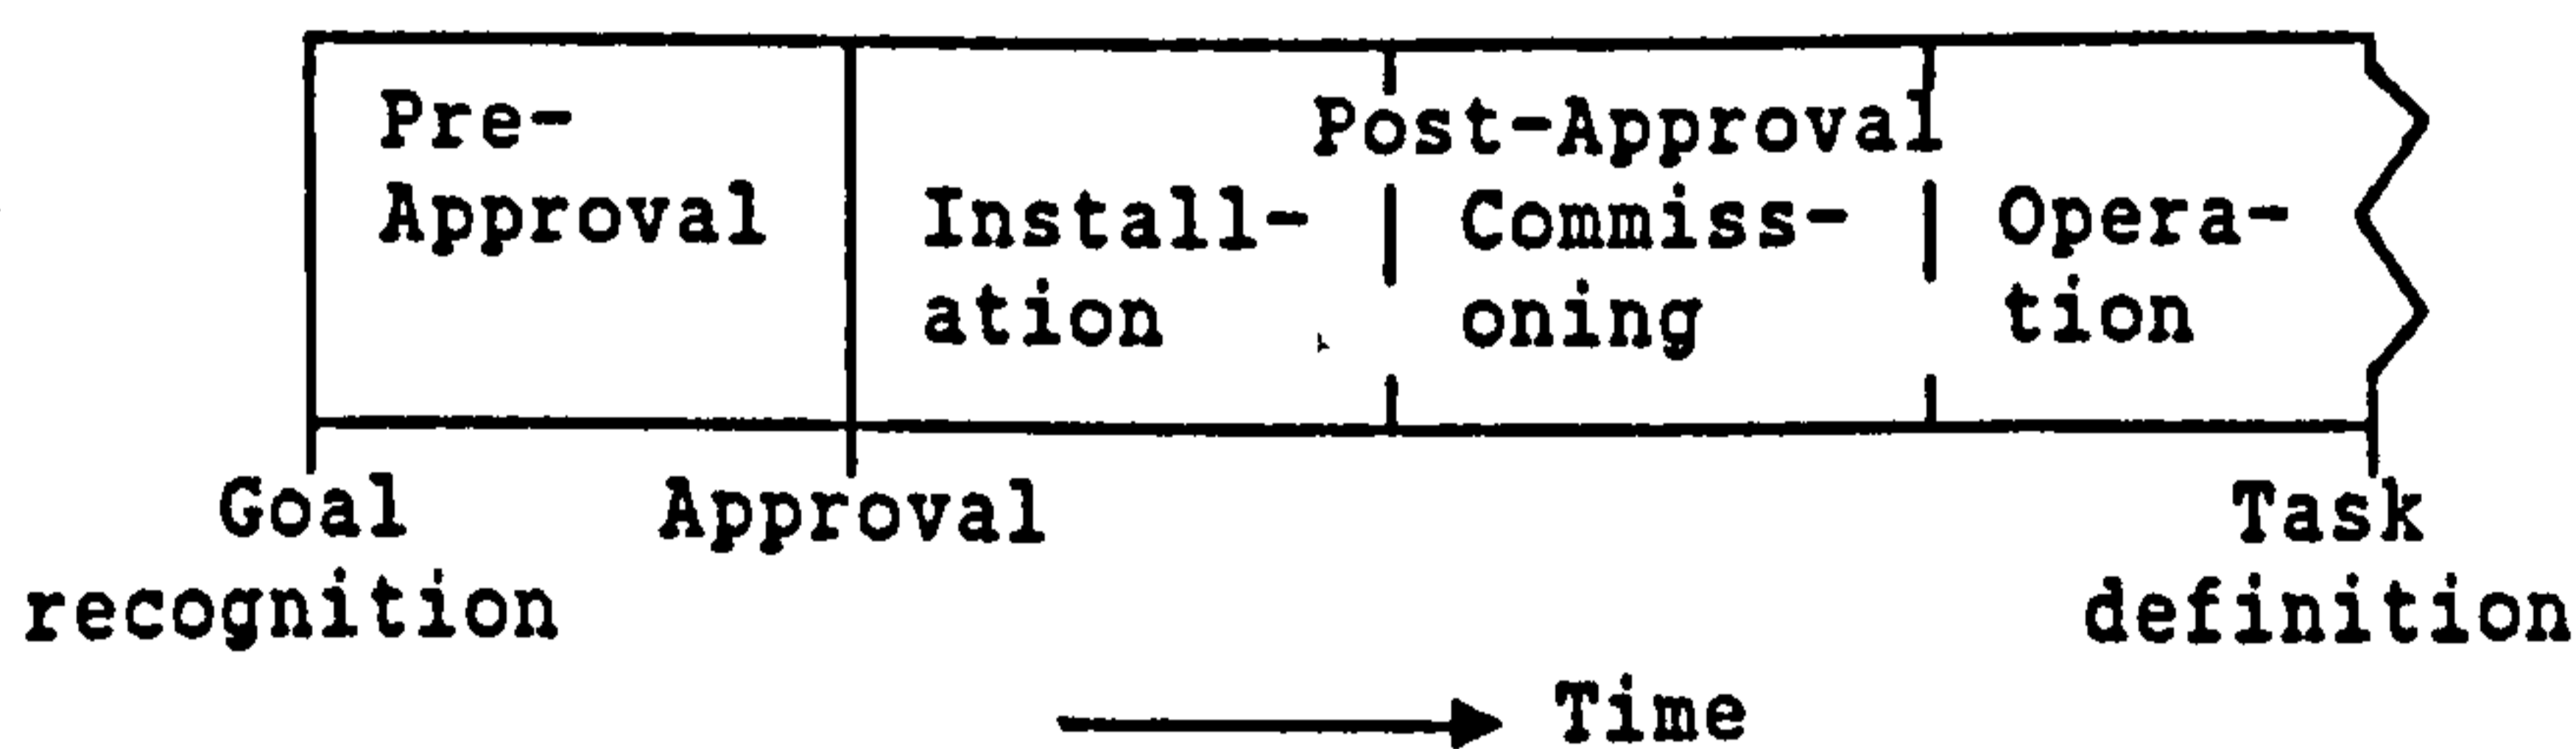 Pre-
Approval
Post-Approval
Install-
ation
Commiss-
oning
Opera-
tion
Goal
recognition
Approval
Task
definition
Time